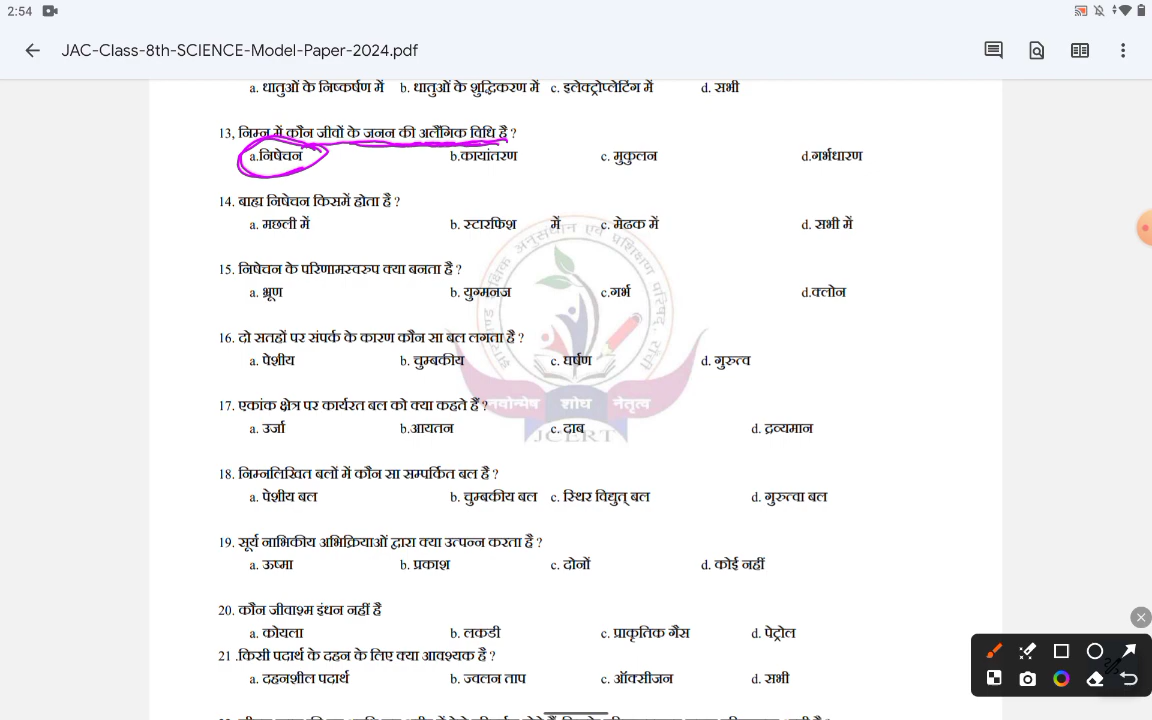 2:54
JAC-Class-8th-SCIENCE-Model-Paper-2024.pdf
a. धातुओं के निष्कर्षण में b. धातुओं के शुद्धिकरण में c. इलेक्ट्रोप्लेटिंग में d. सभी
13, निम्न में कौन जीवों के जनन की अलैंगिक विधि है ?
a.निषेचन b.कायांतरण c. मुकुलन d.गर्भधारण
14. बाह्य निषेचन किसमें होता है ?
a. मछली में b. स्टारफिश में c. मेढक में d. सभी में
15. निषेचन के परिणामस्वरुप क्या बनता है ?
a. भ्रूण b. युग्मनज c.गर्भ d.क्लोन
16. दो सतहों पर संपर्क के कारण कौन सा बल लगता है ?
a. पेशीय b. चुम्बकीय c. घर्षण d. गुरुत्व
17. एकांक क्षेत्र पर कार्यरत बल को क्या कहते हैं ?
a. उर्जा b.आयतन c. दाब d. द्रव्यमान
नवोन्मेष शोध नेतृत्व
JCERT
18. निम्नलिखित बलों में कौन सा सम्पर्कित बल है ?
a. पेशीय बल b. चुम्बकीय बल c. स्थिर विद्युत् बल d. गुरुत्वा बल
19. सूर्य नाभिकीय अभिक्रियाओं द्वारा क्या उत्पन्न करता है ?
a. ऊष्मा b. प्रकाश c. दोनों d. कोई नहीं
20. कौन जीवाश्म इंधन नहीं है
a. कोयला b. लकडी c. प्राकृतिक गैस d. पेट्रोल
21 .किसी पदार्थ के दहन के लिए क्या आवश्यक है ?
a. दहनशील पदार्थ b. ज्वलन ताप c. ऑक्सीजन d. सभी